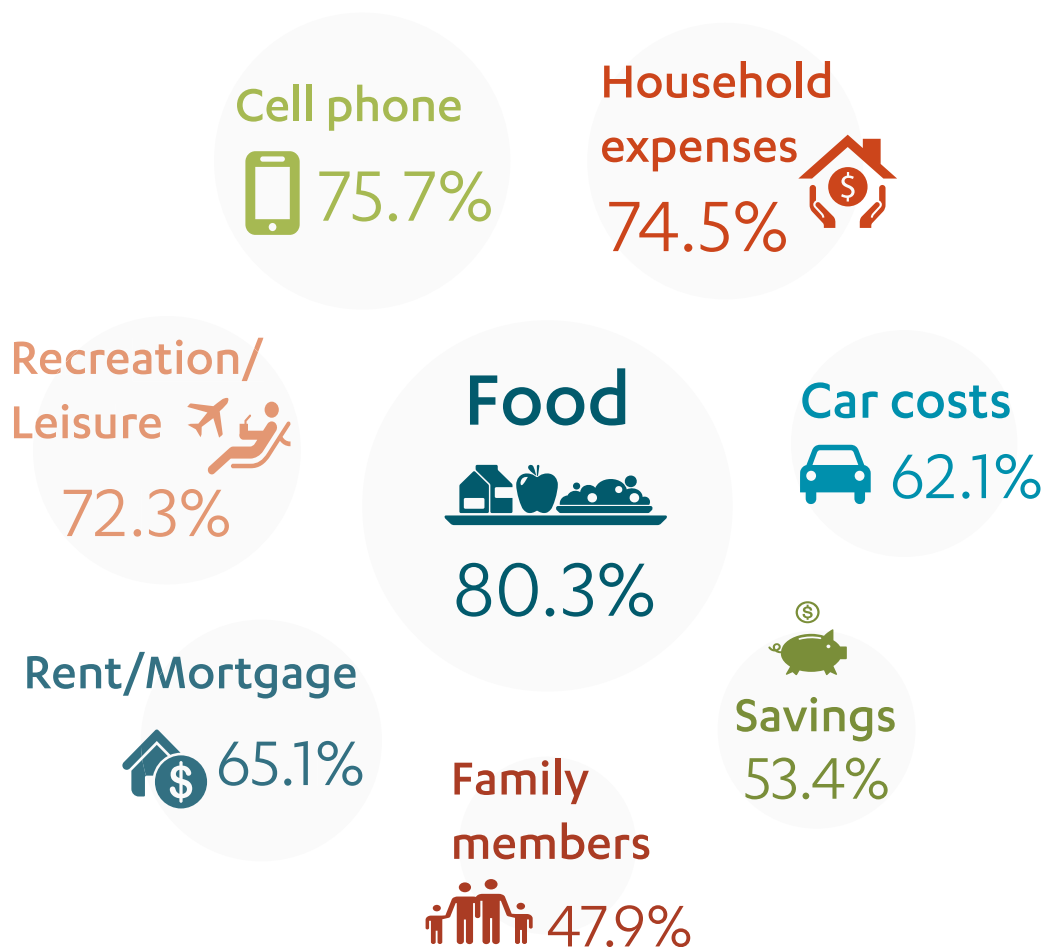 Cell phone
75.7%
Household
expenses
$
74.5%
Recreation/
Leisure
72.3%
Food
80.3%
Car costs
62.1%
Rent/Mortgage
$
65.1%
$
Savings
53.4%
Family
members
47.9%